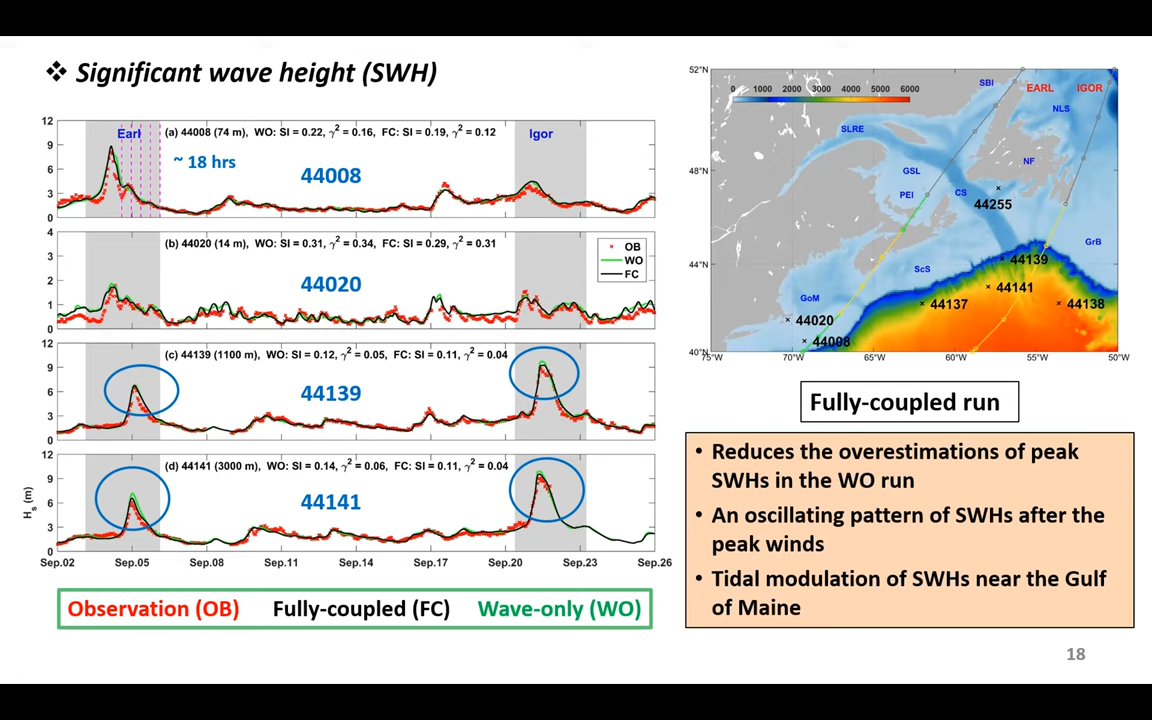 ❖ Significant wave height (SWH)
12
9
6
3
0
Earl
(a) 44008 (74 m), WO: SI = 0.22, γ² = 0.16, FC: SI = 0.19, γ² = 0.12
Igor
~ 18 hrs
44008
4
3
2
1
0
(b) 44020 (14 m), WO: SI = 0.31, γ² = 0.34, FC: SI = 0.29, γ² = 0.31
OB
WO
FC
44020
12
9
6
3
0
(c) 44139 (1100 m), WO: SI = 0.12, γ² = 0.05, FC: SI = 0.11, γ² = 0.04
44139
12
9
6
3
0
(d) 44141 (3000 m), WO: SI = 0.14, γ² = 0.06, FC: SI = 0.11, γ² = 0.04
44141
Hs (m)
Sep.02 Sep.05 Sep.08 Sep.11 Sep.14 Sep.17 Sep.20 Sep.23 Sep.26
Observation (OB) Fully-coupled (FC) Wave-only (WO)
52°N
48°N
44°N
40°N
0 1000 2000 3000 4000 5000 6000
SBI
EARL
IGOR
NLS
SLRE
NF
GSL
PEI
CS
44255
GrB
44139
ScS
44141
GoM
44137
44138
44020
44008
75°W 70°W 65°W 60°W 55°W 50°W
Fully-coupled run
• Reduces the overestimations of peak
SWHs in the WO run
• An oscillating pattern of SWHs after the
peak winds
• Tidal modulation of SWHs near the Gulf
of Maine
18